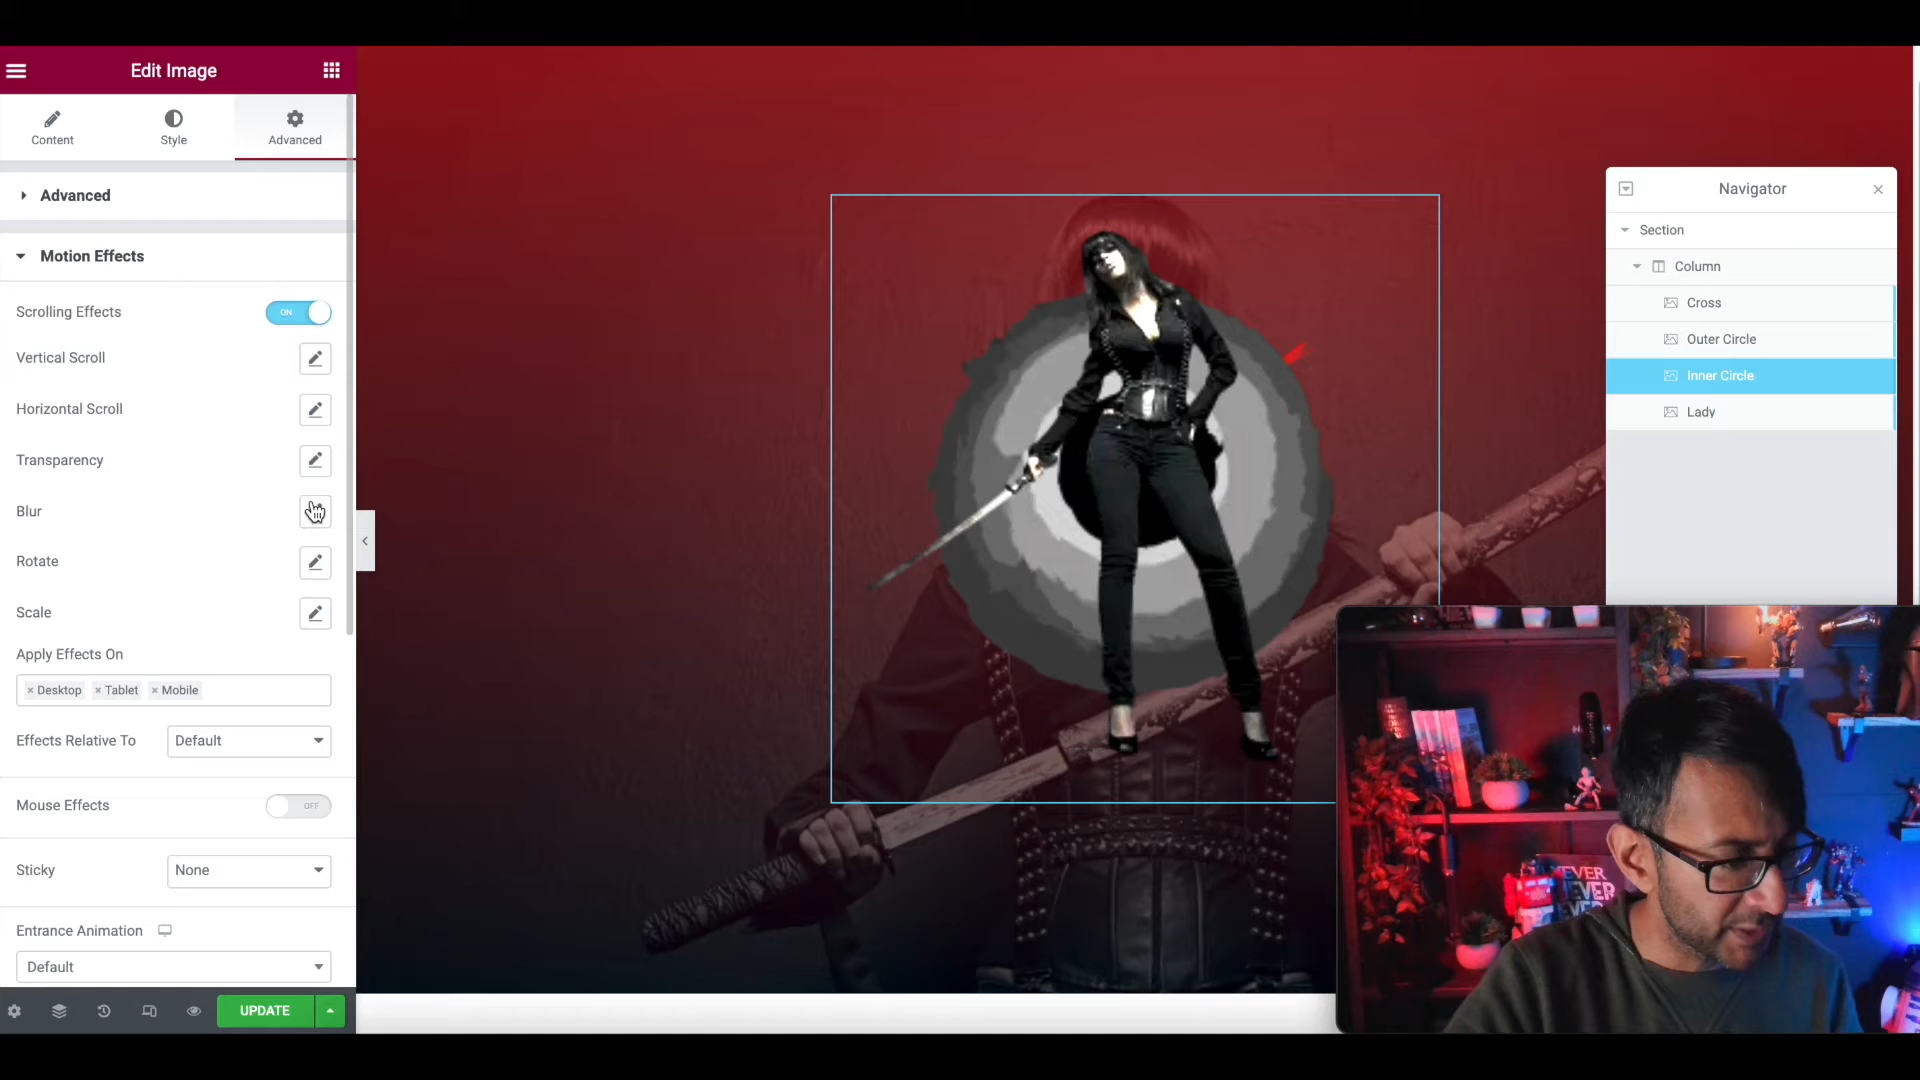 Edit Image
Content
Style
Advanced
Advanced
Motion Effects
Scrolling Effects
ON
Vertical Scroll
Horizontal Scroll
Transparency
Blur
Rotate
Scale
Apply Effects On
× Desktop × Tablet × Mobile
Effects Relative To
Default
Mouse Effects
OFF
Sticky
None
Entrance Animation
Default
UPDATE
Navigator
Section
Column
Cross
Outer Circle
Inner Circle
Lady